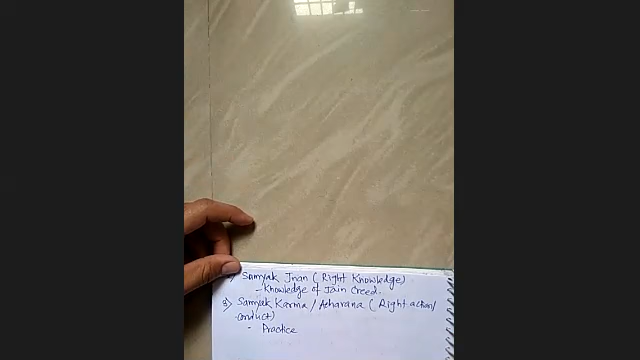 ) Samyak Jnan ( Right Knowledge)
- Knowledge of Jain Creed.
3) Samyak Karma / Acharana ( Right action/
conduct)
- Practice